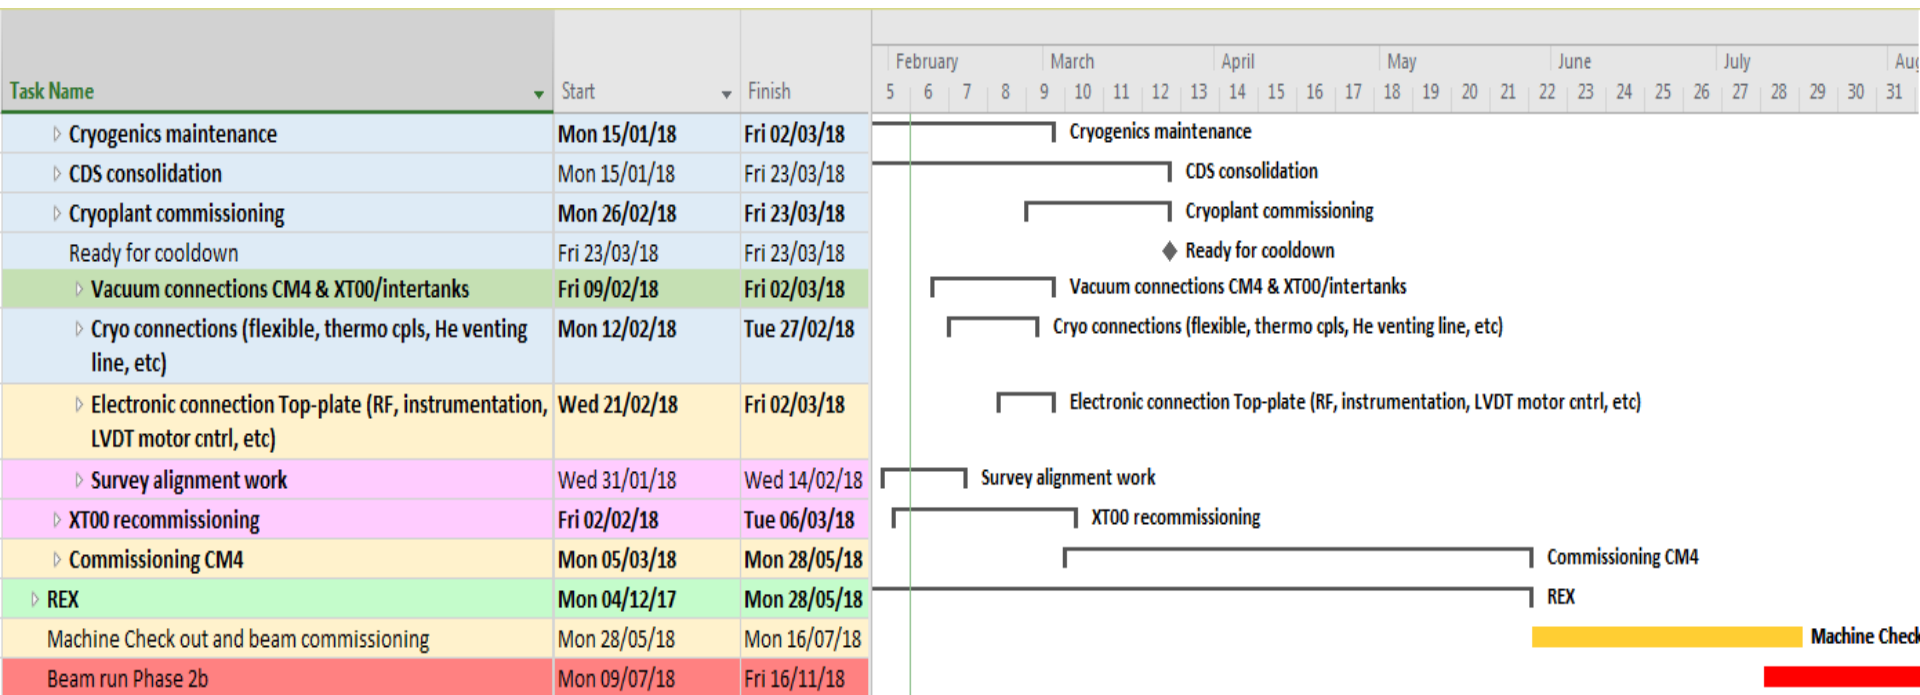 February March April May June July Aug
Task Name Start Finish 5 6 7 8 9 10 11 12 13 14 15 16 17 18 19 20 21 22 23 24 25 26 27 28 29 30 31
Cryogenics maintenance Mon 15/01/18 Fri 02/03/18 Cryogenics maintenance
CDS consolidation Mon 15/01/18 Fri 23/03/18 CDS consolidation
Cryoplant commissioning Mon 26/02/18 Fri 23/03/18 Cryoplant commissioning
Ready for cooldown Fri 23/03/18 Fri 23/03/18 Ready for cooldown
Vacuum connections CM4 & XT00/intertanks Fri 09/02/18 Fri 02/03/18 Vacuum connections CM4 & XT00/intertanks
Cryo connections (flexible, thermo cpls, He venting Mon 12/02/18 Tue 27/02/18 Cryo connections (flexible, thermo cpls, He venting line, etc)
line, etc)
Electronic connection Top-plate (RF, instrumentation, Wed 21/02/18 Fri 02/03/18 Electronic connection Top-plate (RF, instrumentation, LVDT motor cntrl, etc)
LVDT motor cntrl, etc)
Survey alignment work Wed 31/01/18 Wed 14/02/18 Survey alignment work
XT00 recommissioning Fri 02/02/18 Tue 06/03/18 XT00 recommissioning
Commissioning CM4 Mon 05/03/18 Mon 28/05/18 Commissioning CM4
REX Mon 04/12/17 Mon 28/05/18 REX
Machine Check out and beam commissioning Mon 28/05/18 Mon 16/07/18 Machine Check
Beam run Phase 2b Mon 09/07/18 Fri 16/11/18